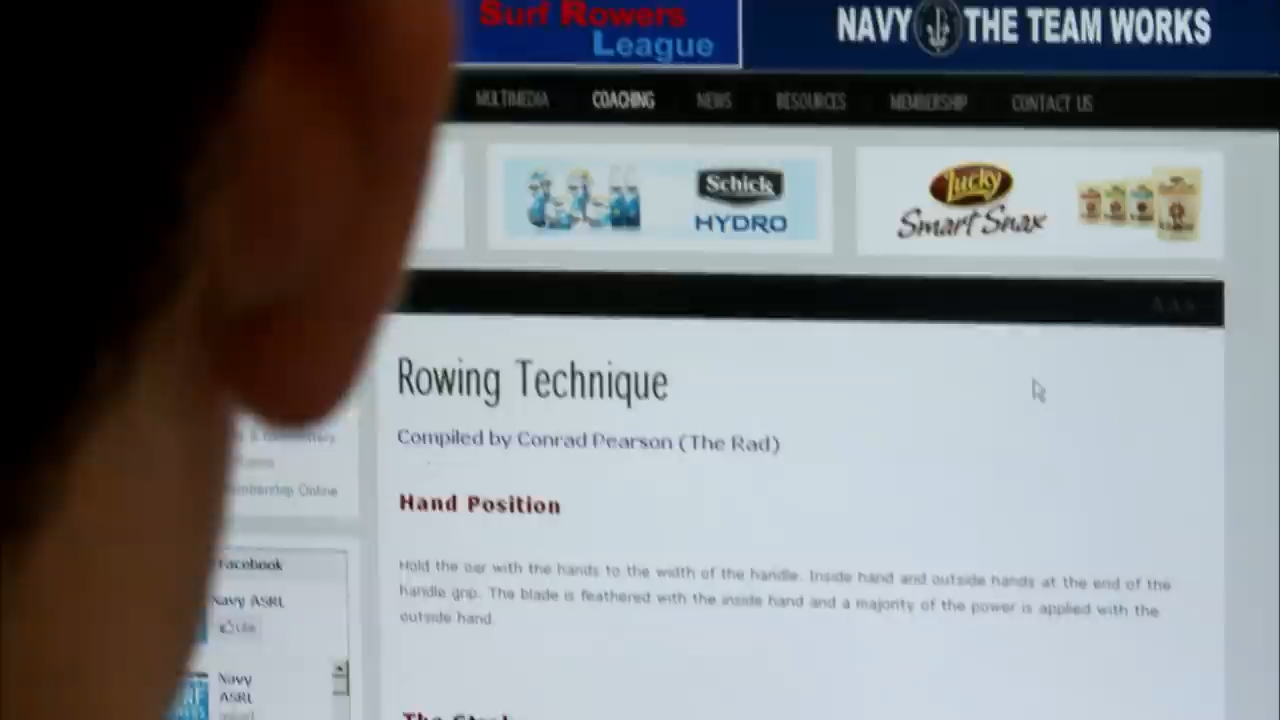 Surf Rowers
League
NAVY THE TEAM WORKS
MULTIMEDIA COACHING NEWS RESOURCES MEMBERSHIP CONTACT US
Schick
HYDRO
Lucky
Smart Snax
A A A
Rowing Technique
Compiled by Conrad Pearson (The Rad)
Hand Position
Hold the oar with the hands to the width of the handle. Inside hand and outside hands at the end of the
handle grip. The blade is feathered with the inside hand and a majority of the power is applied with the
outside hand.
Membership Online
Facebook
Navy ASRL
Like
Navy
ASRL
The